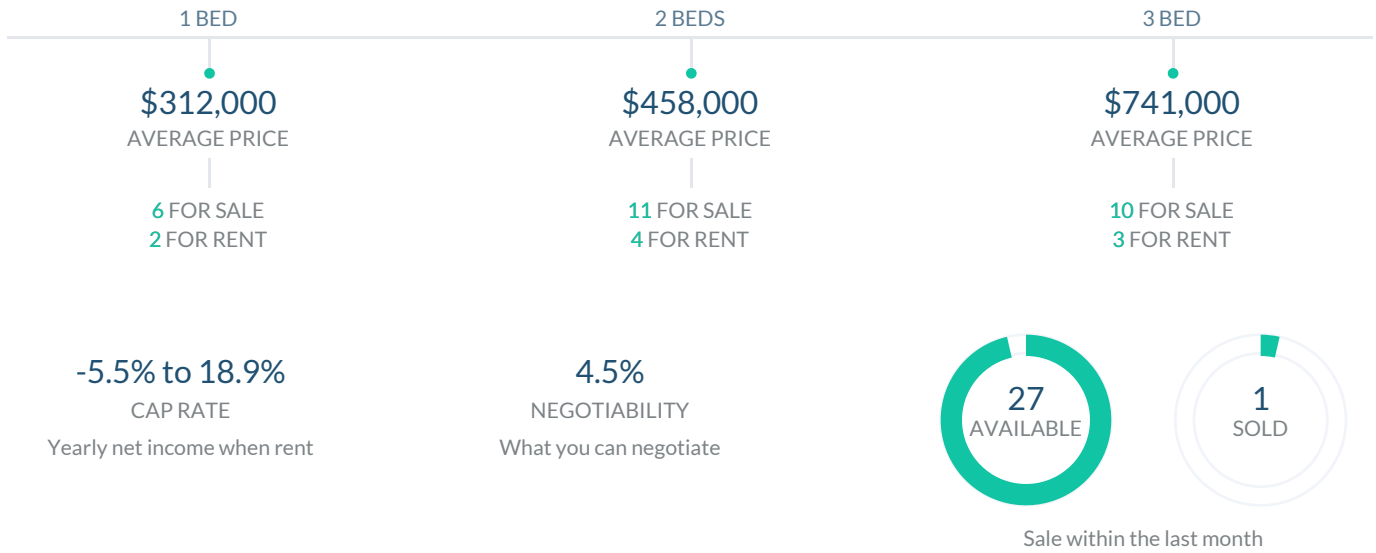 1 BED
2 BEDS
3 BED
$312,000
AVERAGE PRICE
$458,000
AVERAGE PRICE
$741,000
AVERAGE PRICE
6 FOR SALE
2 FOR RENT
11 FOR SALE
4 FOR RENT
10 FOR SALE
3 FOR RENT
-5.5% to 18.9%
CAP RATE
Yearly net income when rent
4.5%
NEGOTIABILITY
What you can negotiate
27
AVAILABLE
1
SOLD
Sale within the last month